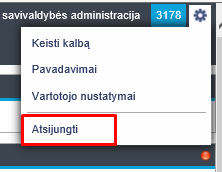 savivaldybės administracija 3178
Keisti kalbą
Pavadavimai
Vartotojo nustatymai
Atsijungti